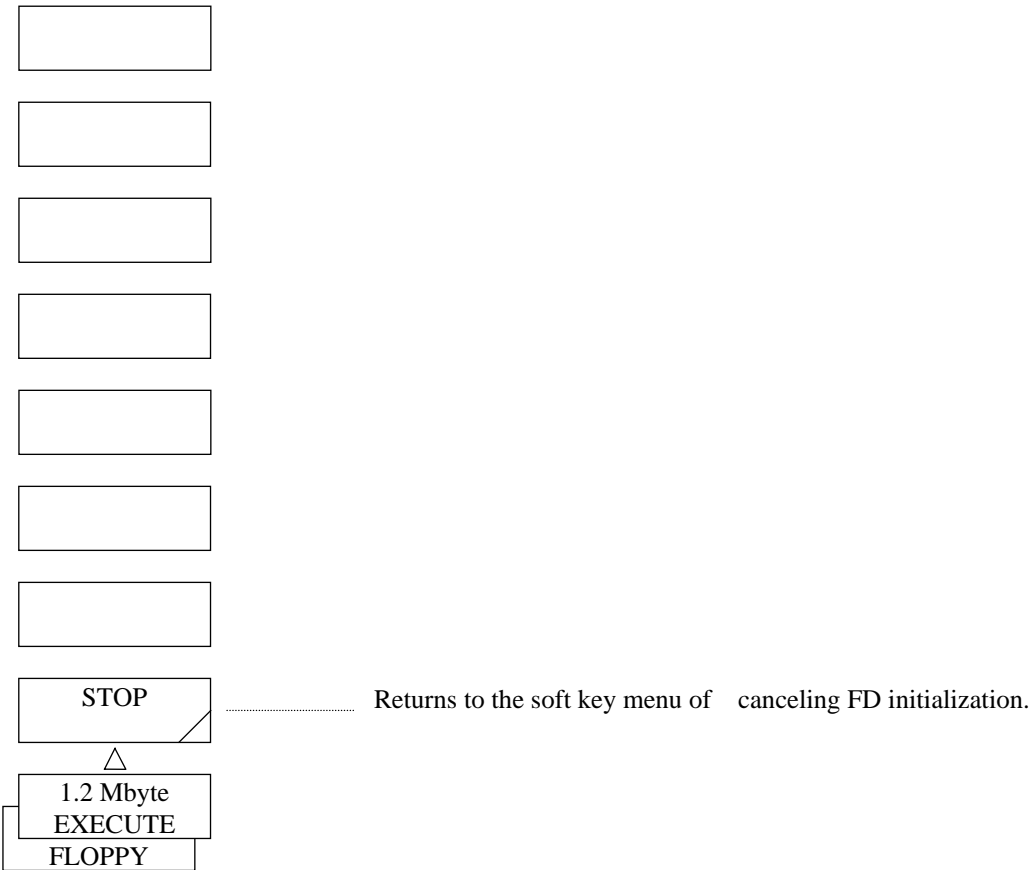 STOP
Returns to the soft key menu of canceling FD initialization.
1.2 Mbyte
EXECUTE
FLOPPY